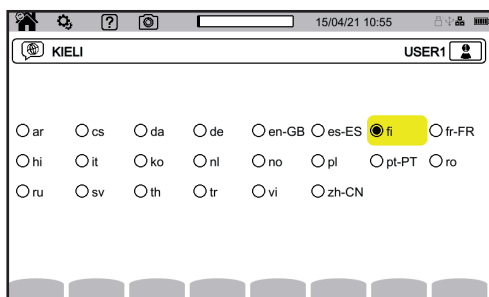 ? 15/04/21 10:55
KIELI USER1
ar cs da de en-GB es-ES fi fr-FR
hi it ko nl no pl pt-PT ro
ru sv th tr vi zh-CN